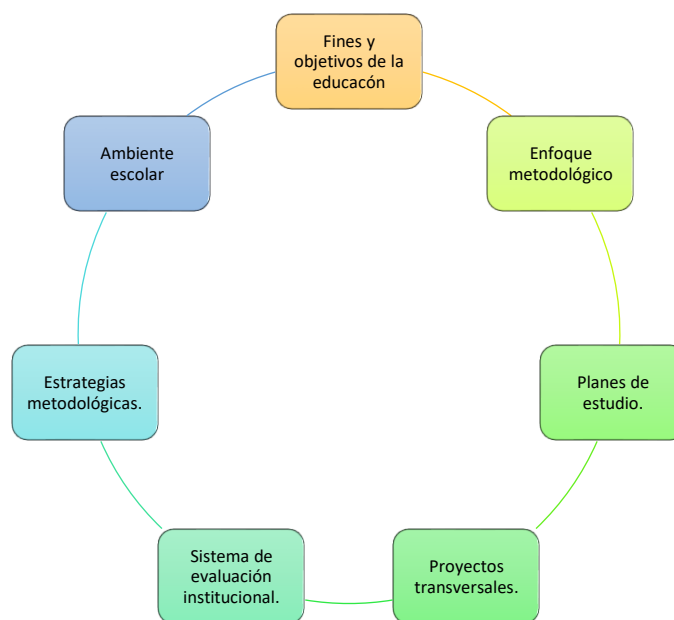 Fines y
objetivos de la
educacón
Enfoque
metodológico
Planes de
estudio.
Proyectos
transversales.
Sistema de
evaluación
institucional.
Estrategias
metodológicas.
Ambiente
escolar